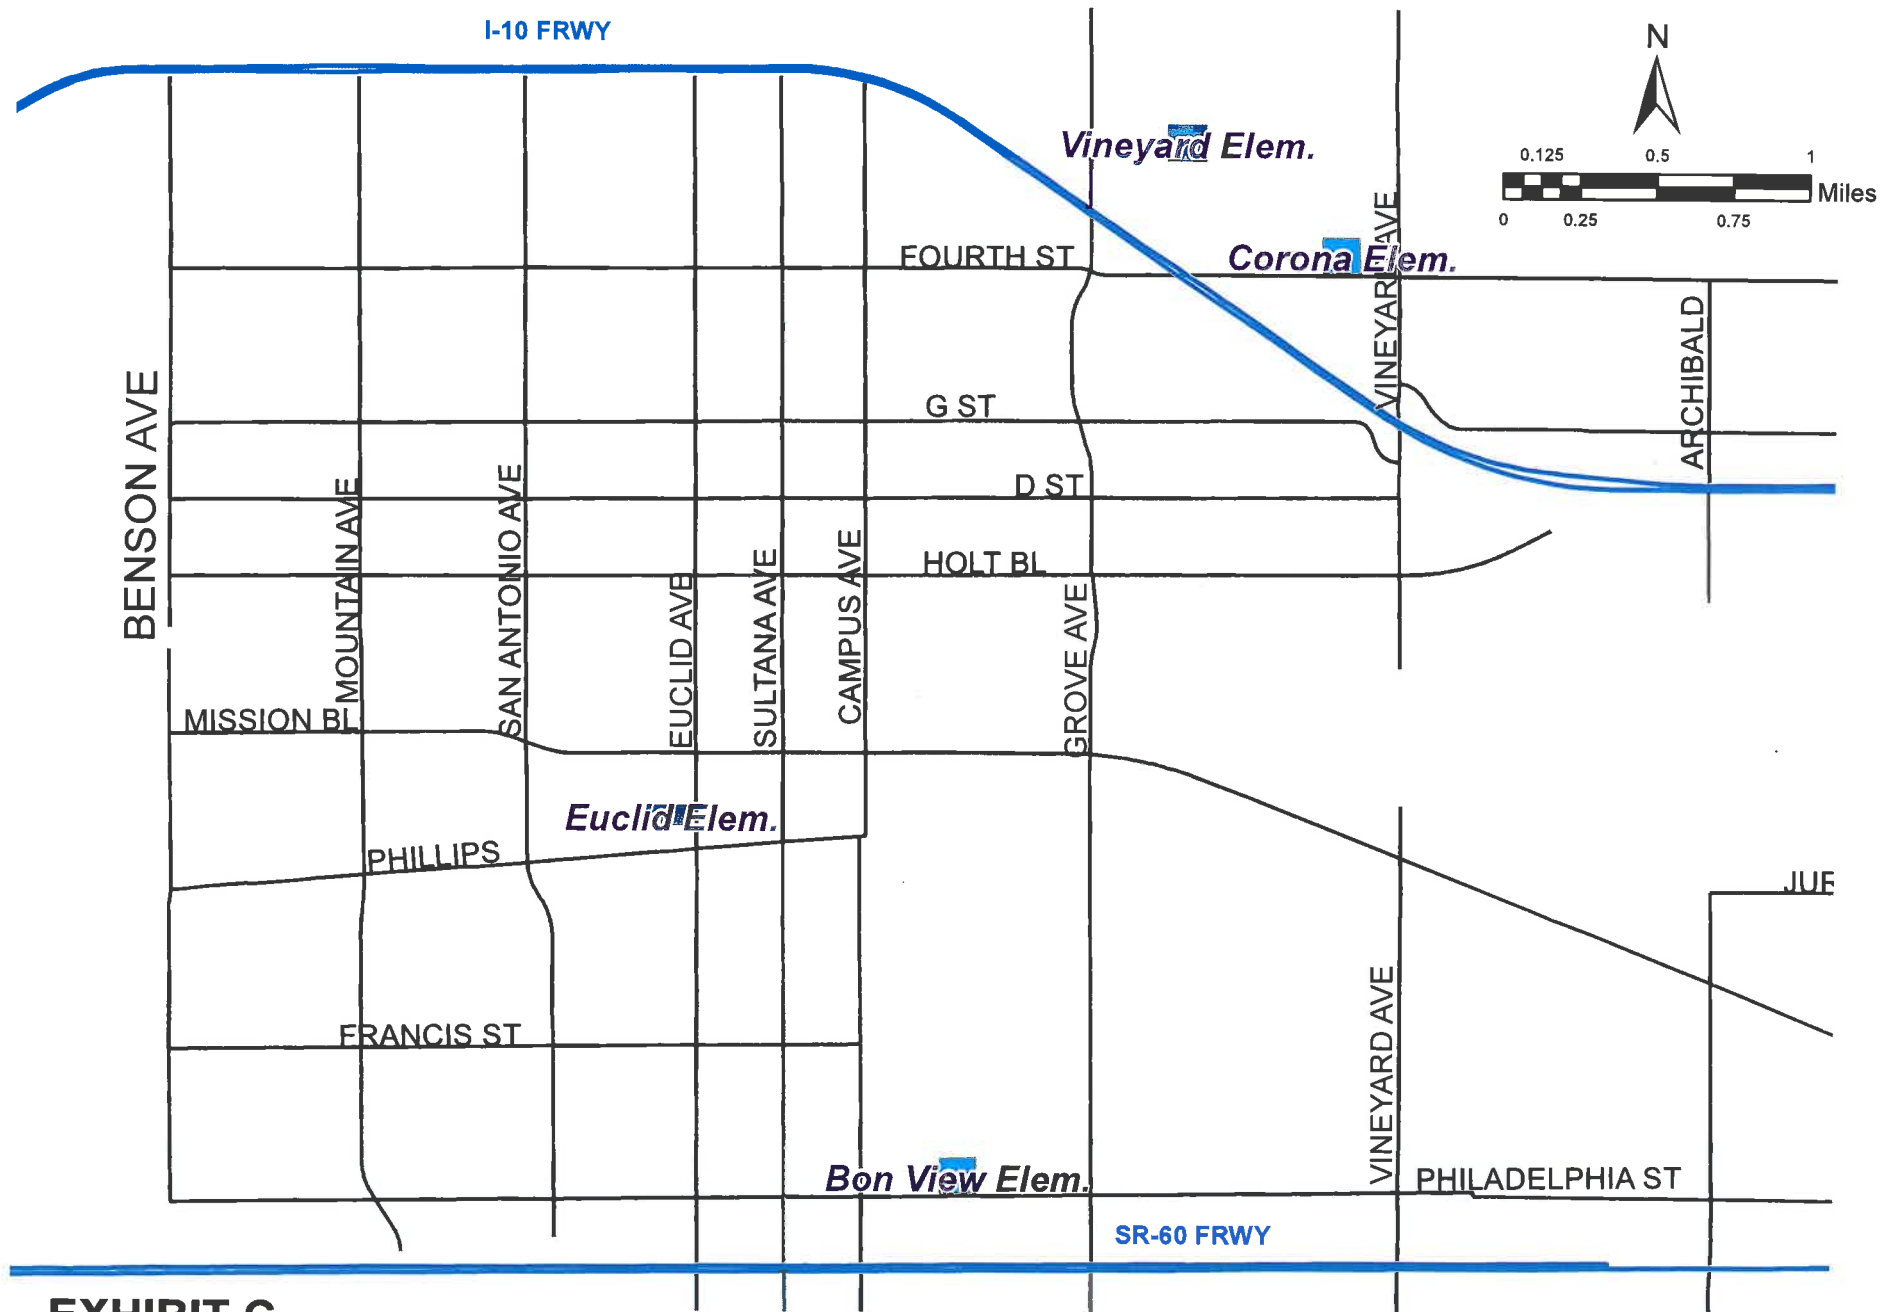 I-10 FRWY
N
Vineyard Elem.
0.125 0.5 1
Miles
0 0.25 0.75
VINEYARD AVE
FOURTH ST
Corona Elem.
ARCHIBALD
BENSON AVE
G ST
MOUNTAIN AVE
SAN ANTONIO AVE
D ST
HOLT BL
EUCLID AVE
SULTANA AVE
CAMPUS AVE
GROVE AVE
MISSION BL
Euclid Elem.
PHILLIPS
JUR
FRANCIS ST
VINEYARD AVE
Bon View Elem.
PHILADELPHIA ST
SR-60 FRWY
EXHIBIT C